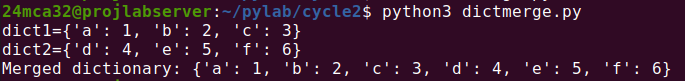 24mca32@projlabserver:~/pylab/cycle2$ python3 dictmerge.py
dict1={'a': 1, 'b': 2, 'c': 3}
dict2={'d': 4, 'e': 5, 'f': 6}
Merged dictionary: {'a': 1, 'b': 2, 'c': 3, 'd': 4, 'e': 5, 'f': 6}